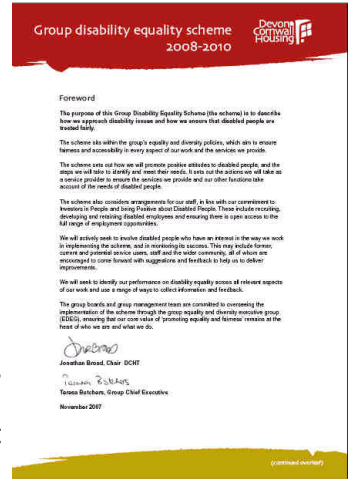 Group disability equality scheme
2008-2010
Devon
Cornwall
Housing
Foreword
The purpose of this Group Disability Equality Scheme (the scheme) is to describe
how we approach disability issues and how we ensure that disabled people are
treated fairly.
The scheme sits within the group's equality and diversity policies, which aim to ensure
fairness and accessibility in every aspect of our work and the services we provide.
The scheme sets out how we will promote positive attitudes to disabled people, and the
steps we will take to identify and meet their needs. It sets out the actions we will take as
a service provider to ensure the services we provide and our other functions take
account of the needs of disabled people.
The scheme also considers arrangements for our staff, in line with our commitment to
Investors in People and being Positive about Disabled People. These include recruiting,
developing and retaining disabled employees and ensuring there is open access to the
full range of employment opportunities.
We will actively seek to involve disabled people who have an interest in the way we work
in implementing the scheme, and in monitoring its success. This may include former,
current and potential service users, staff and the wider community, all of whom are
encouraged to come forward with suggestions and feedback to help us to deliver
improvements.
We will seek to identify our performance on disability equality across all relevant aspects
of our work and use a range of ways to collect information and feedback.
The group boards and group management team are committed to overseeing the
implementation of the scheme through the group equality and diversity executive group
(EDEG), ensuring that our core value of 'promoting equality and fairness' remains at the
heart of who we are and what we do.
Jonathan Broad, Chair DCHT
Teresa Butchers, Group Chief Executive
November 2007
(continued overleaf)